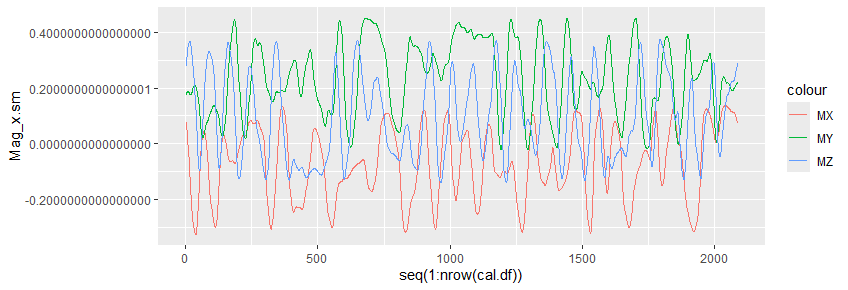 0.4000000000000000
0.2000000000000001
0.0000000000000000
-0.2000000000000000
Mag_x.sm
0
500
1000
1500
2000
seq(1:nrow(cal.df))
colour
MX
MY
MZ